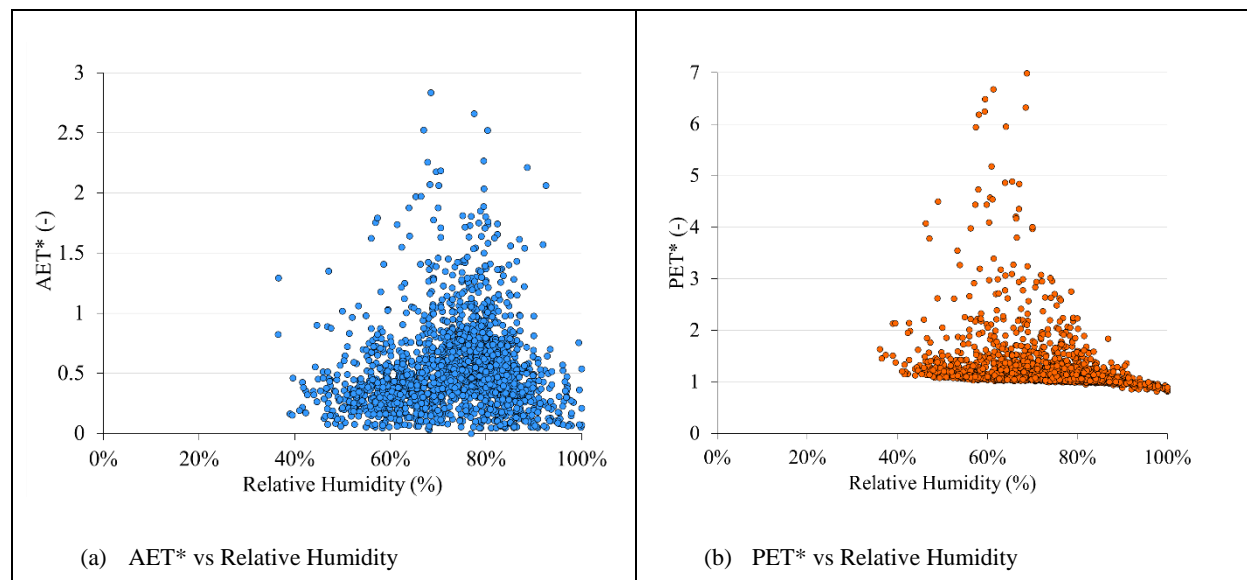 3
2.5
2
1.5
1
0.5
0
AET* (-)
0% 20% 40% 60% 80% 100%
Relative Humidity (%)
(a) AET* vs Relative Humidity
7
6
5
4
3
2
1
0
PET* (-)
0% 20% 40% 60% 80% 100%
Relative Humidity (%)
(b) PET* vs Relative Humidity